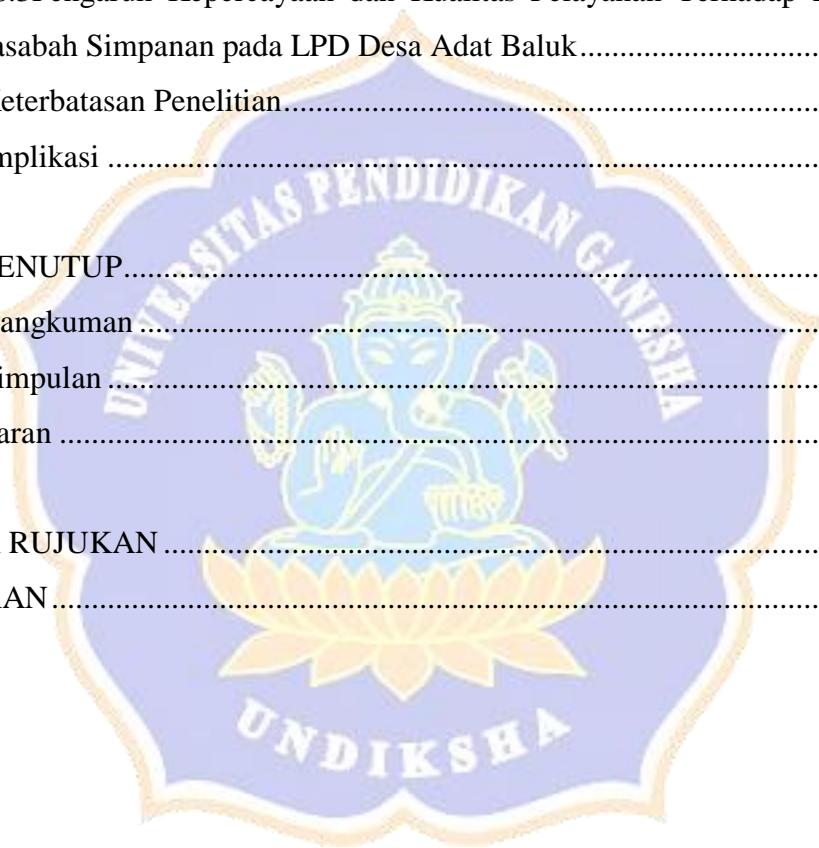 Pengaruh Kepercayaan dan Kualitas Pelayanan Terhadap
asabah Simpanan pada LPD Desa Adat Baluk..............................
eterbatasan Penelitian..............................
mplikasi ..............................
ENUTUP..............................
angkuman ..............................
impulan ..............................
aran ..............................
RUJUKAN ..............................
AN..............................
UNIVERSITAS PENDIDIKAN GANESHA
UNDIKSHA